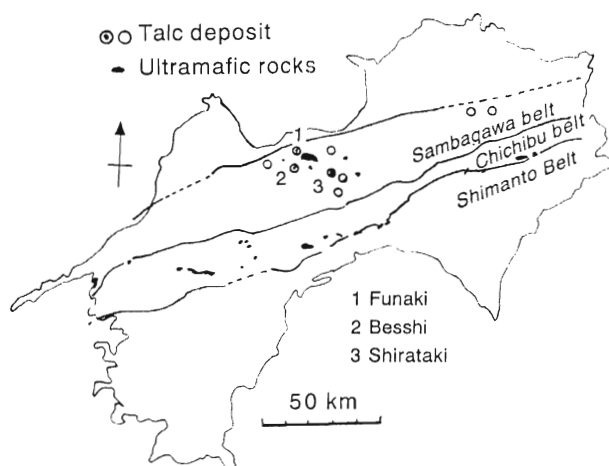 Talc deposit
Ultramafic rocks
1
2
3
Sambagawa belt
Chichibu belt
Shimanto Belt
1 Funaki
2 Besshi
3 Shirataki
50 km